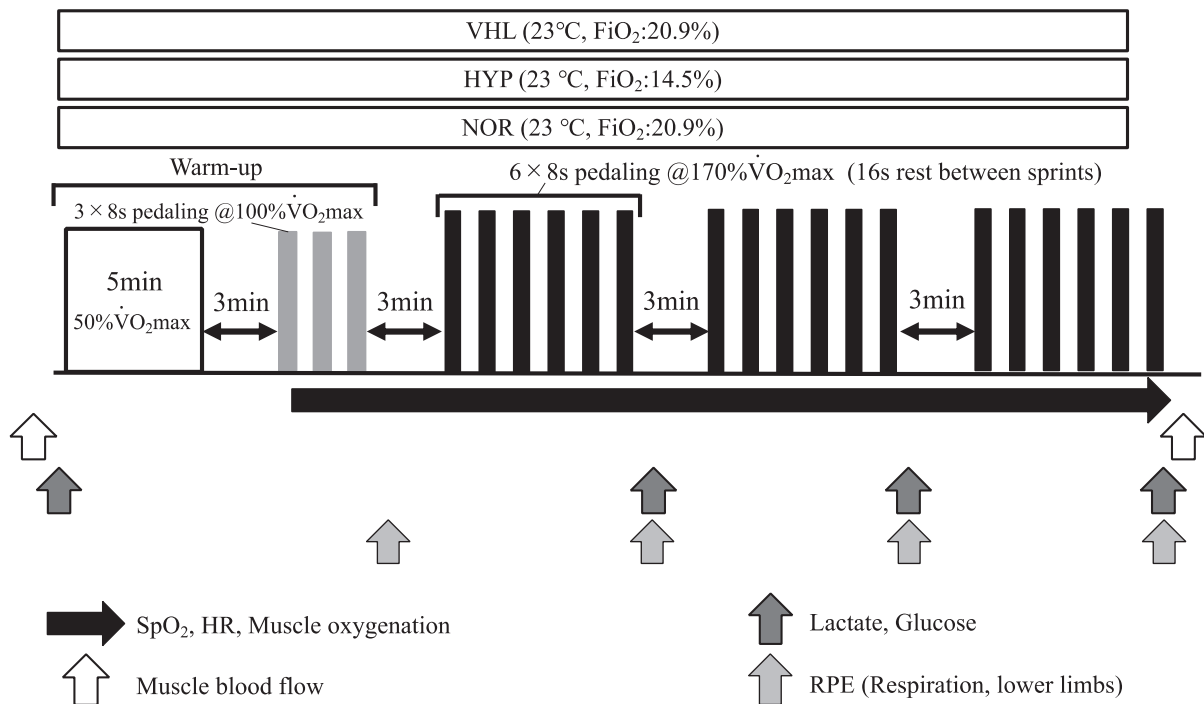 VHL (23℃, FiO₂:20.9%)
HYP (23 ℃, FiO₂:14.5%)
NOR (23 ℃, FiO₂:20.9%)
Warm-up
6 × 8s pedaling @170%V̇O₂max (16s rest between sprints)
3 × 8s pedaling @100%V̇O₂max
5min
50%V̇O₂max
3min
3min
3min
3min
SpO₂, HR, Muscle oxygenation
Lactate, Glucose
Muscle blood flow
RPE (Respiration, lower limbs)